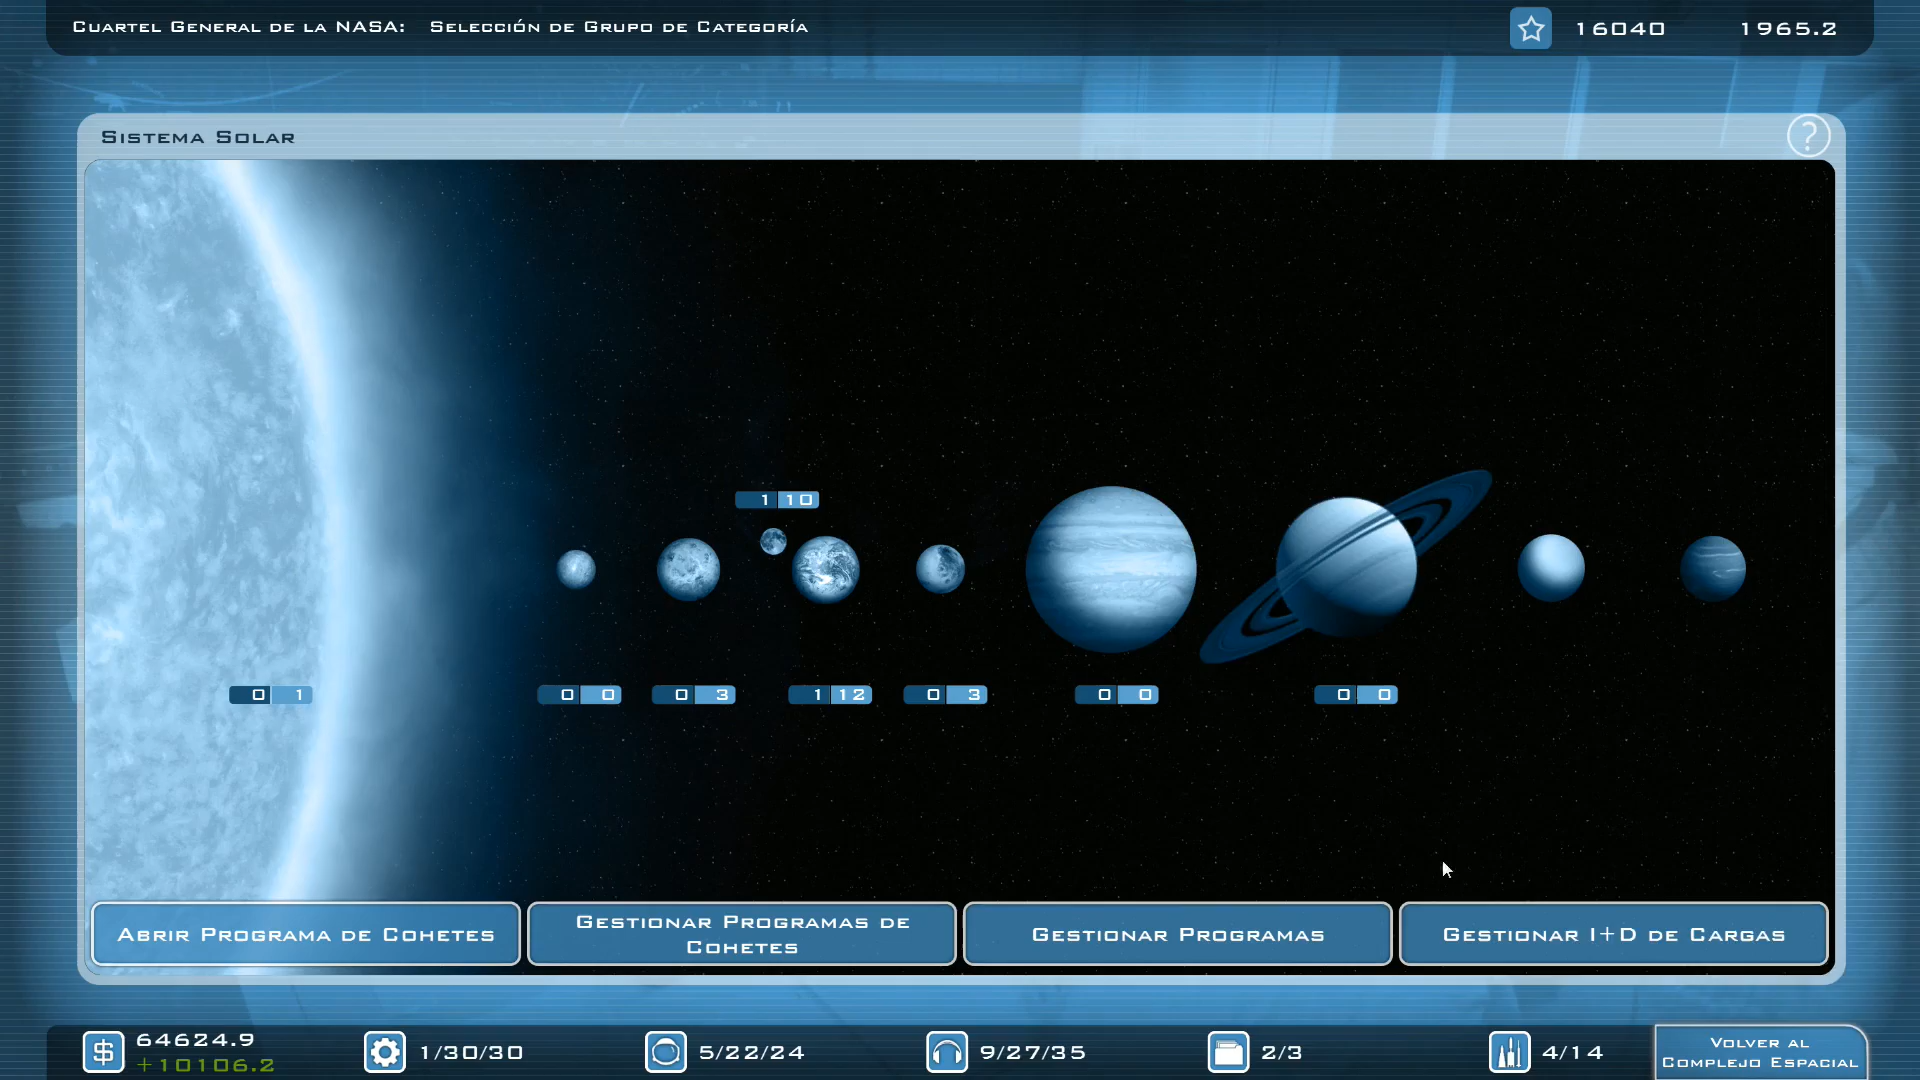 Cuartel General de la NASA: Selección de Grupo de Categoría
16040
1965.2
Sistema Solar
?
1 10
0 1
0 0
0 3
1 12
0 3
0 0
0 0
Abrir Programa de Cohetes
Gestionar Programas de
Cohetes
Gestionar Programas
Gestionar I+D de Cargas
$
64624.9
+10106.2
1/30/30
5/22/24
9/27/35
2/3
4/14
Volver al
Complejo Espacial